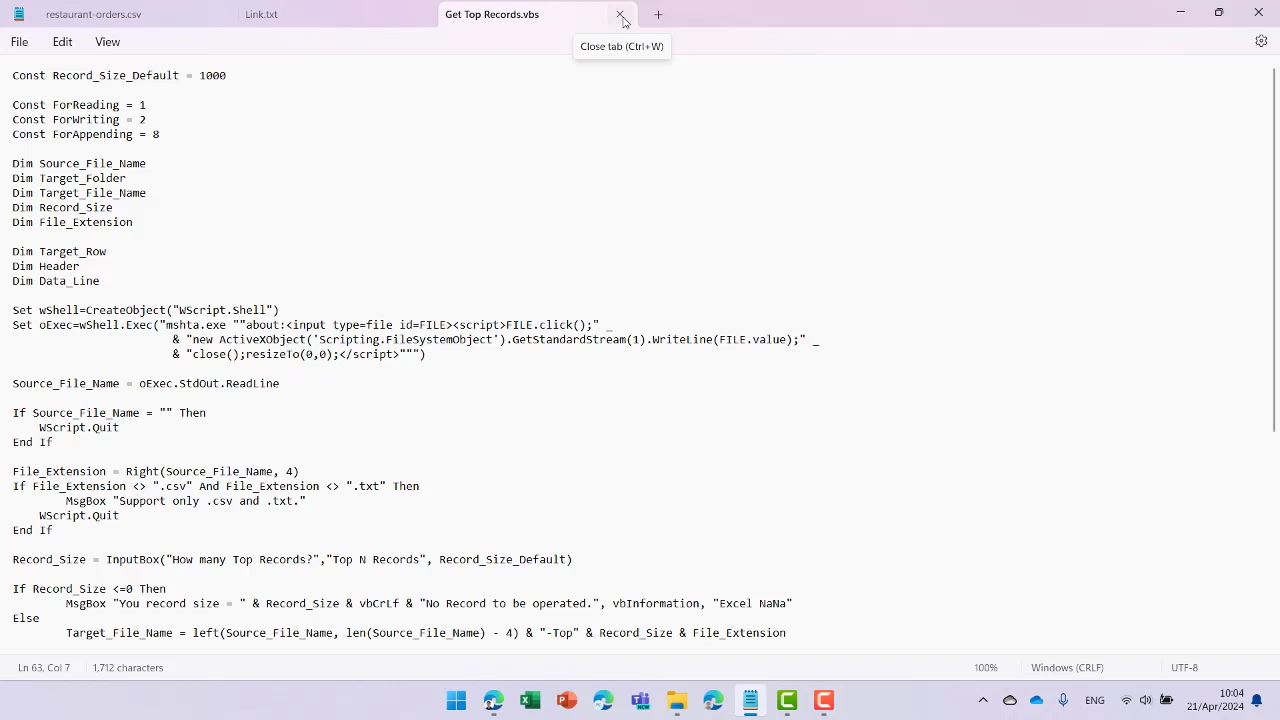 restaurant-orders.csv
Link.txt
Get Top Records.vbs
Close tab (Ctrl+W)
File
Edit
View
Const Record_Size_Default = 1000
Const ForReading = 1
Const ForWriting = 2
Const ForAppending = 8
Dim Source_File_Name
Dim Target_Folder
Dim Target_File_Name
Dim Record_Size
Dim File_Extension
Dim Target_Row
Dim Header
Dim Data_Line
Set wShell=CreateObject("WScript.Shell")
Set oExec=wShell.Exec("mshta.exe ""about:<input type=file id=FILE><script>FILE.click();" _
& "new ActiveXObject('Scripting.FileSystemObject').GetStandardStream(1).WriteLine(FILE.value);" _
& "close();resizeTo(0,0);</script>""")
Source_File_Name = oExec.StdOut.ReadLine
If Source_File_Name = "" Then
WScript.Quit
End If
File_Extension = Right(Source_File_Name, 4)
If File_Extension <> ".csv" And File_Extension <> ".txt" Then
MsgBox "Support only .csv and .txt."
WScript.Quit
End If
Record_Size = InputBox("How many Top Records?","Top N Records", Record_Size_Default)
If Record_Size <=0 Then
MsgBox "You record size = " & Record_Size & vbCrLf & "No Record to be operated.", vbInformation, "Excel NaNa"
Else
Target_File_Name = left(Source_File_Name, len(Source_File_Name) - 4) & "-Top" & Record_Size & File_Extension
Ln 63, Col 7
1,712 characters
100%
Windows (CRLF)
UTF-8
ENG
10:04
21/Apr/2024